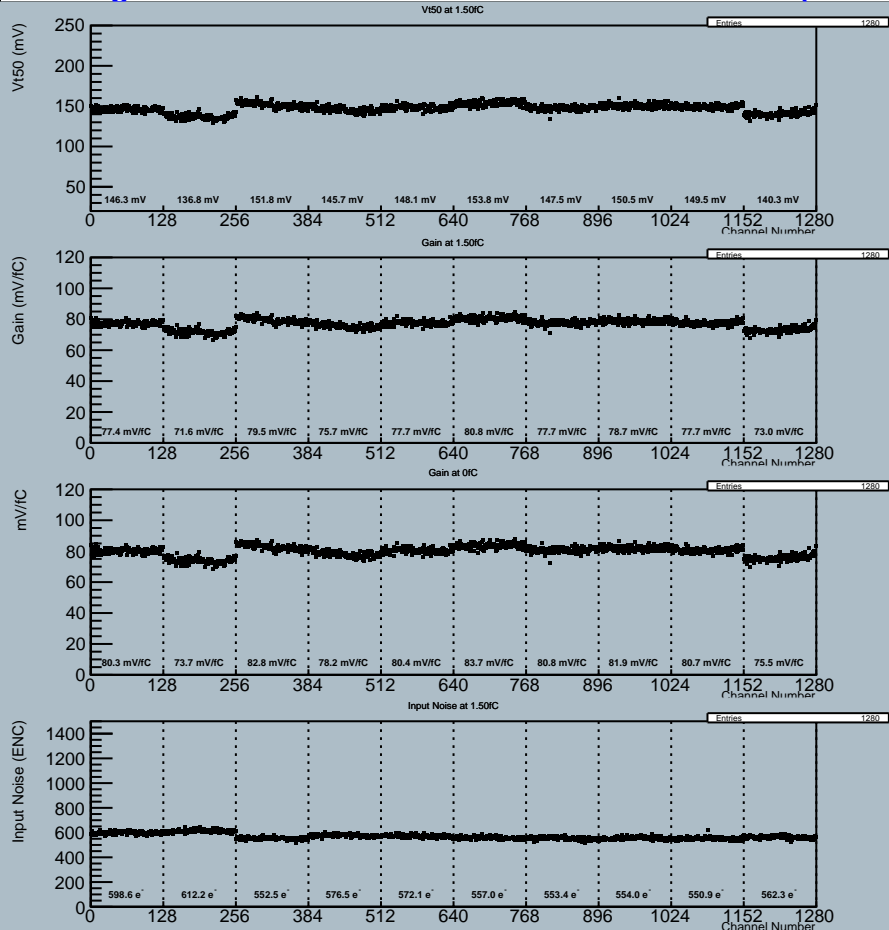 Vt50 at 1.50fC
Entries 1280
Vt50 (mV)
250
200
150
100
50
146.3 mV 136.8 mV 151.8 mV 145.7 mV 148.1 mV 153.8 mV 147.5 mV 150.5 mV 149.5 mV 140.3 mV
0 128 256 384 512 640 768 896 1024 1152 1280
Channel Number
Gain at 1.50fC
Entries 1280
Gain (mV/fC)
120
100
80
60
40
20
0
77.4 mV/fC 71.6 mV/fC 79.5 mV/fC 75.7 mV/fC 77.7 mV/fC 80.8 mV/fC 77.7 mV/fC 78.7 mV/fC 77.7 mV/fC 73.0 mV/fC
0 128 256 384 512 640 768 896 1024 1152 1280
Channel Number
Gain at 0fC
Entries 1280
mV/fC
120
100
80
60
40
20
0
80.3 mV/fC 73.7 mV/fC 82.8 mV/fC 78.2 mV/fC 80.4 mV/fC 83.7 mV/fC 80.8 mV/fC 81.9 mV/fC 80.7 mV/fC 75.5 mV/fC
0 128 256 384 512 640 768 896 1024 1152 1280
Channel Number
Input Noise at 1.50fC
Entries 1280
Input Noise (ENC)
1400
1200
1000
800
600
400
200
0
598.6 e⁻ 612.2 e⁻ 552.5 e⁻ 576.5 e⁻ 572.1 e⁻ 557.0 e⁻ 553.4 e⁻ 554.0 e⁻ 550.9 e⁻ 562.3 e⁻
0 128 256 384 512 640 768 896 1024 1152 1280
Channel Number